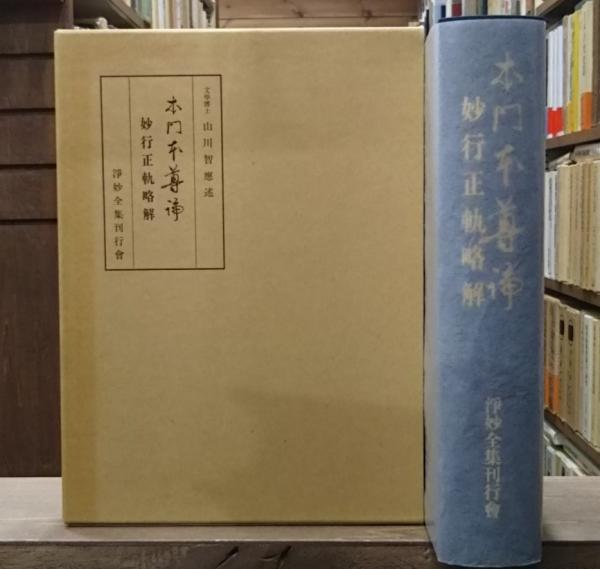 文學博士 山川智應述
本門本尊論
妙行正軌略解
淨妙全集刊行會
本門本尊論
妙行正軌略解
淨妙全集刊行會